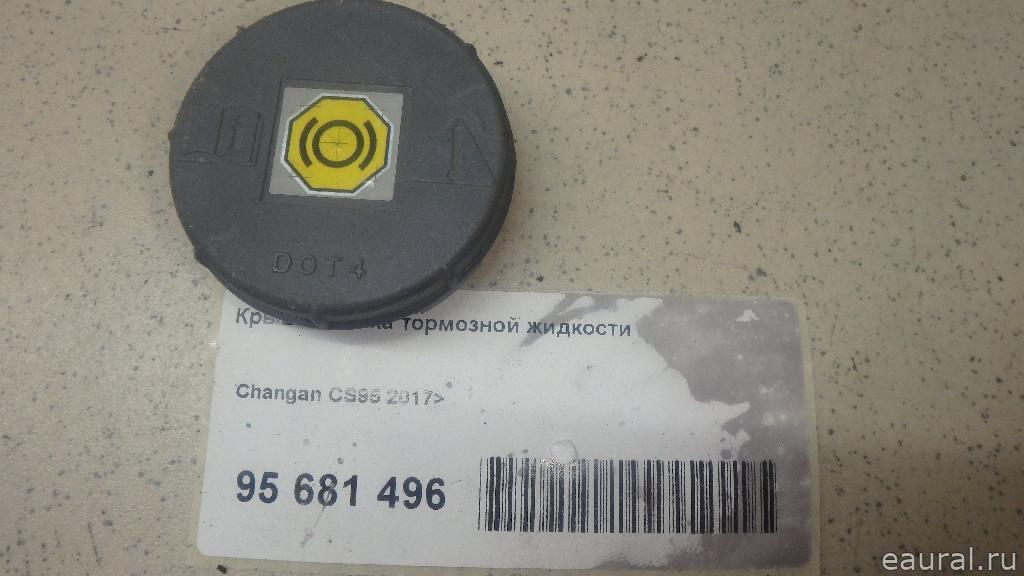 DOT4
тормозной жидкости
Changan CS95 2017>
95 681 496
eaural.ru